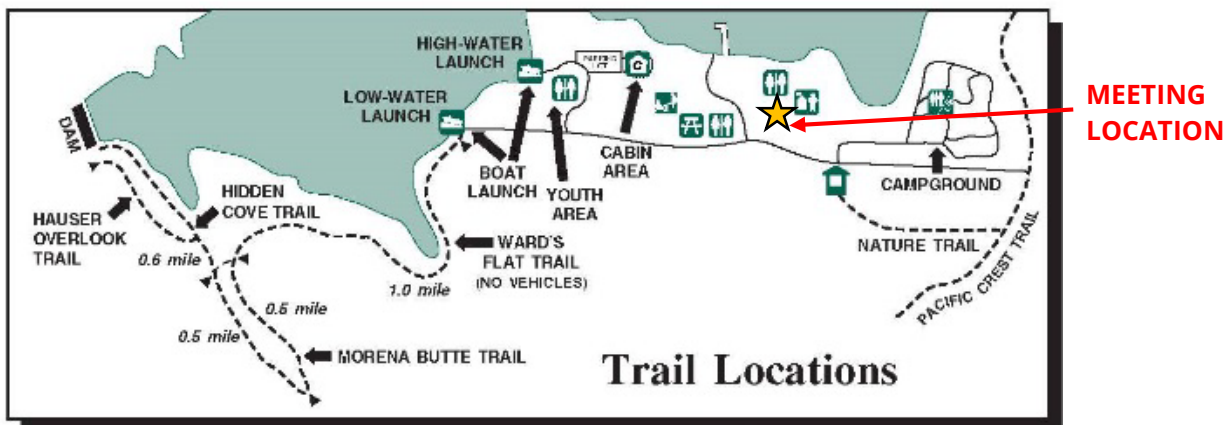 HIGH-WATER
LAUNCH
LOW-WATER
LAUNCH
PARKING
LOT
C
DAM
HAUSER
OVERLOOK
TRAIL
HIDDEN
COVE TRAIL
0.6 mile
BOAT
LAUNCH
YOUTH
AREA
CABIN
AREA
CAMPGROUND
MEETING
LOCATION
WARD'S
FLAT TRAIL
(NO VEHICLES)
1.0 mile
0.5 mile
0.5 mile
MORENA BUTTE TRAIL
NATURE TRAIL
PACIFIC CREST TRAIL
Trail Locations